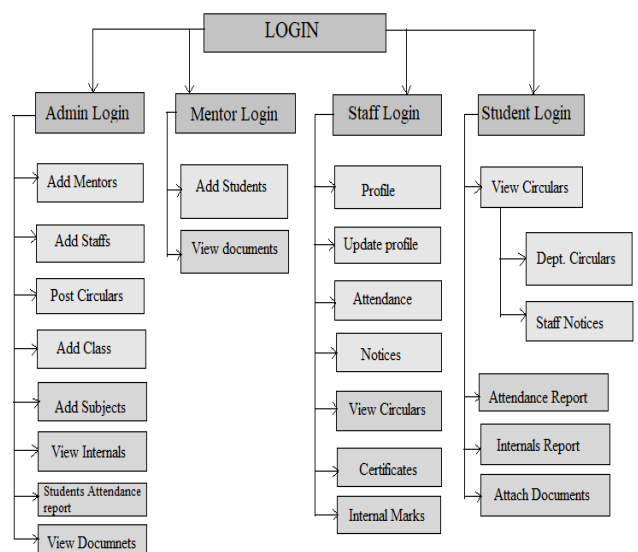 LOGIN
Admin Login
Mentor Login
Staff Login
Student Login
Add Mentors
Add Staffs
Post Circulars
Add Class
Add Subjects
View Internals
Students Attendance
report
View Documnets
Add Students
View documents
Profile
Update profile
Attendance
Notices
View Circulars
Certificates
Internal Marks
View Circulars
Dept. Circulars
Staff Notices
Attendance Report
Internals Report
Attach Documents